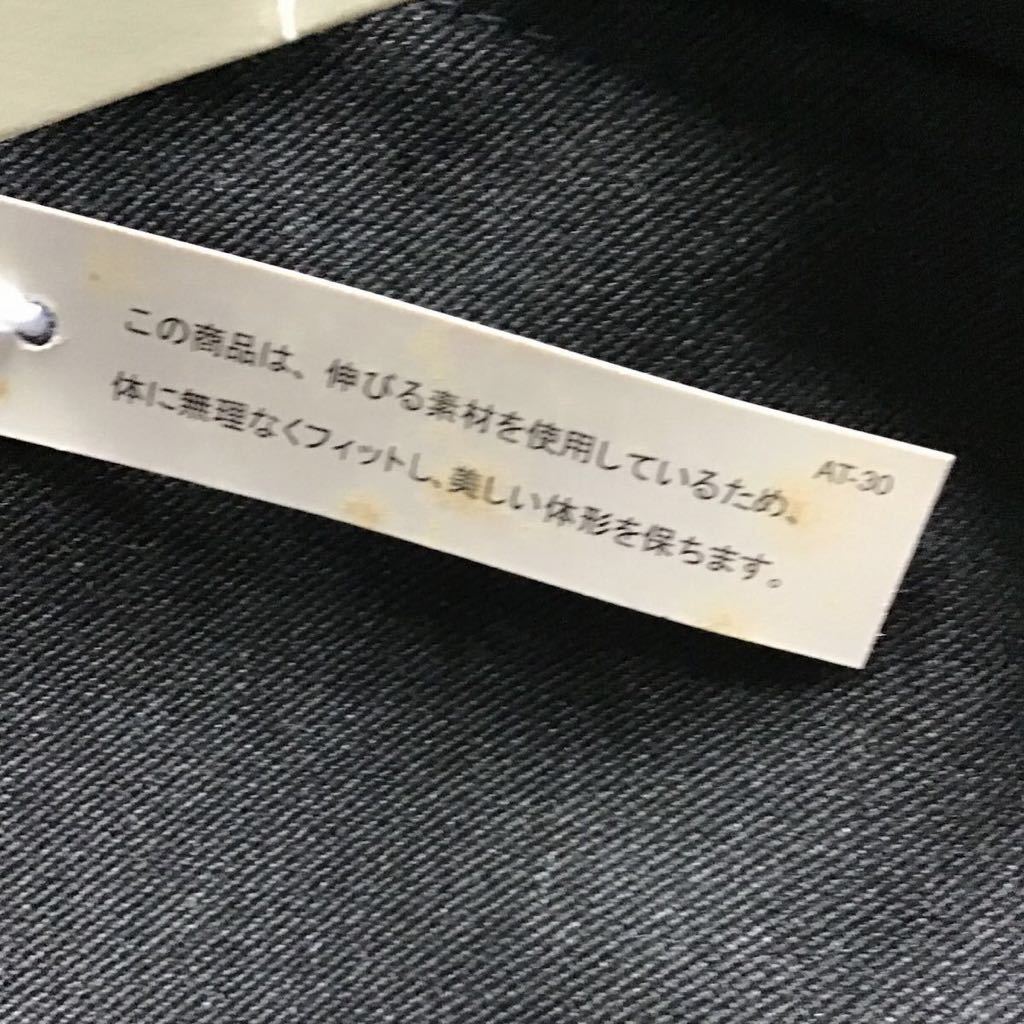 この商品は、伸びる素材を使用しているため、
体に無理なくフィットし、美しい体形を保ちます。
AT-30